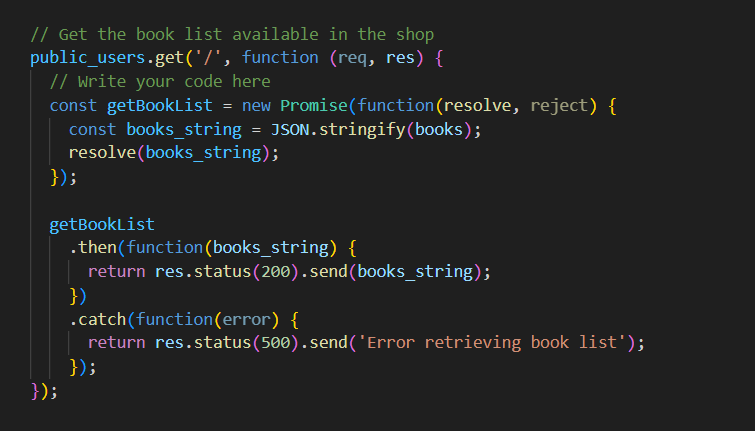 // Get the book list available in the shop
public_users.get('/', function (req, res) {
// Write your code here
const getBookList = new Promise(function(resolve, reject) {
const books_string = JSON.stringify(books);
resolve(books_string);
});
getBookList
.then(function(books_string) {
return res.status(200).send(books_string);
})
.catch(function(error) {
return res.status(500).send('Error retrieving book list');
});
});